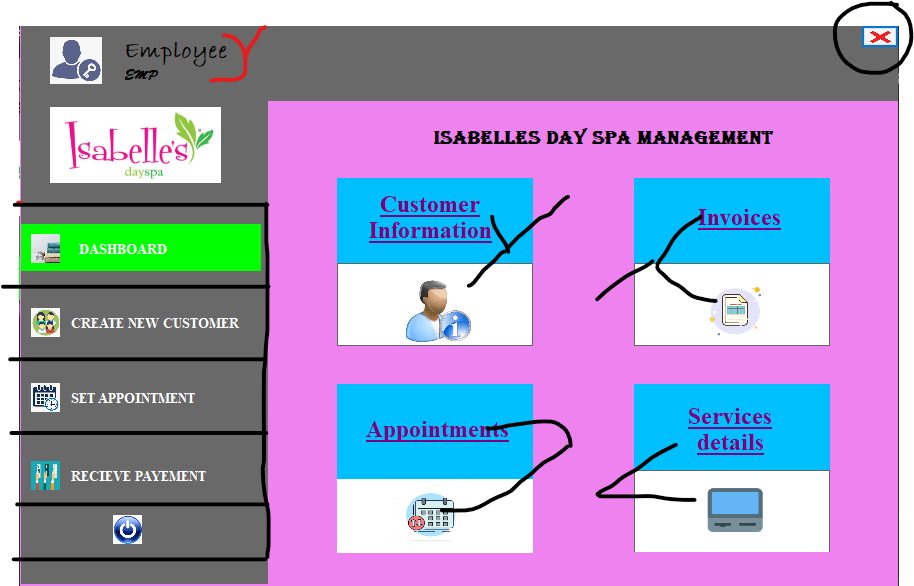 Employee
EMP
Isabelle's
dayspa
ISABELLES DAY SPA MANAGEMENT
Customer
Information
Invoices
DASHBOARD
CREATE NEW CUSTOMER
SET APPOINTMENT
RECIEVE PAYEMENT
Appointments
Services
details